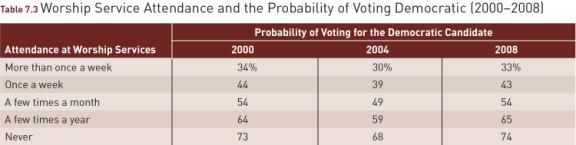 Table 7.3 Worship Service Attendance and the Probability of Voting Democratic (2000–2008)
Probability of Voting for the Democratic Candidate
Attendance at Worship Services 2000 2004 2008
More than once a week 34% 30% 33%
Once a week 44 39 43
A few times a month 54 49 54
A few times a year 64 59 65
Never 73 68 74